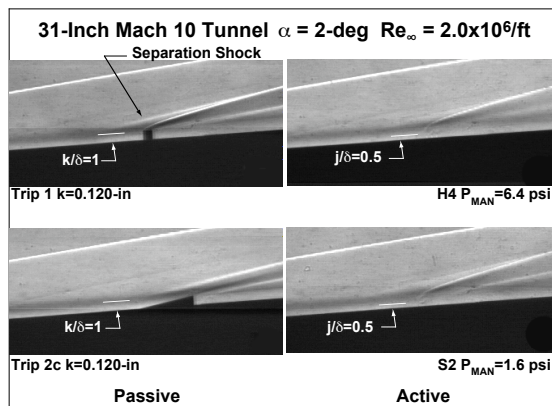 31-Inch Mach 10 Tunnel α = 2-deg Re∞ = 2.0x10⁶/ft
Separation Shock
k/δ=1
j/δ=0.5
Trip 1 k=0.120-in
H4 P_MAN=6.4 psi
k/δ=1
j/δ=0.5
Trip 2c k=0.120-in
S2 P_MAN=1.6 psi
Passive
Active